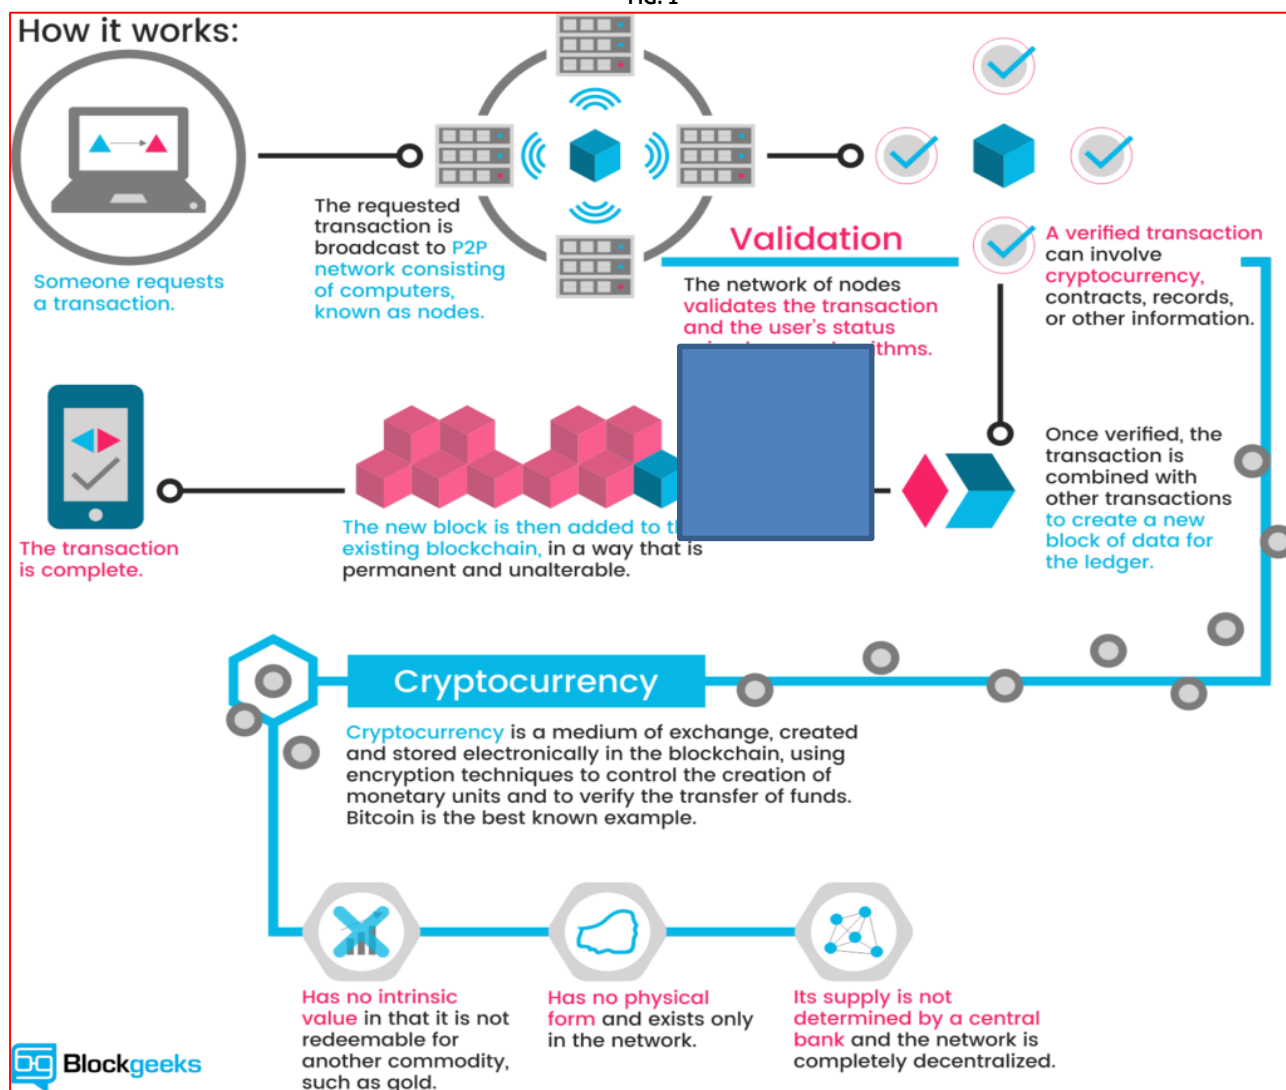 FIG. 1
How it works:
Someone requests
a transaction.
The requested
transaction is
broadcast to P2P
network consisting
of computers,
known as nodes.
Validation
The network of nodes
validates the transaction
and the user's status
A verified transaction
can involve
cryptocurrency,
contracts, records,
or other information.
Once verified, the
transaction is
combined with
other transactions
to create a new
block of data for
the ledger.
The new block is then added to
existing blockchain, in a way that is
permanent and unalterable.
The transaction
is complete.
Cryptocurrency
Cryptocurrency is a medium of exchange, created
and stored electronically in the blockchain, using
encryption techniques to control the creation of
monetary units and to verify the transfer of funds.
Bitcoin is the best known example.
Has no intrinsic
value in that it is not
redeemable for
another commodity,
such as gold.
Has no physical
form and exists only
in the network.
Its supply is not
determined by a central
bank and the network is
completely decentralized.
Blockgeeks